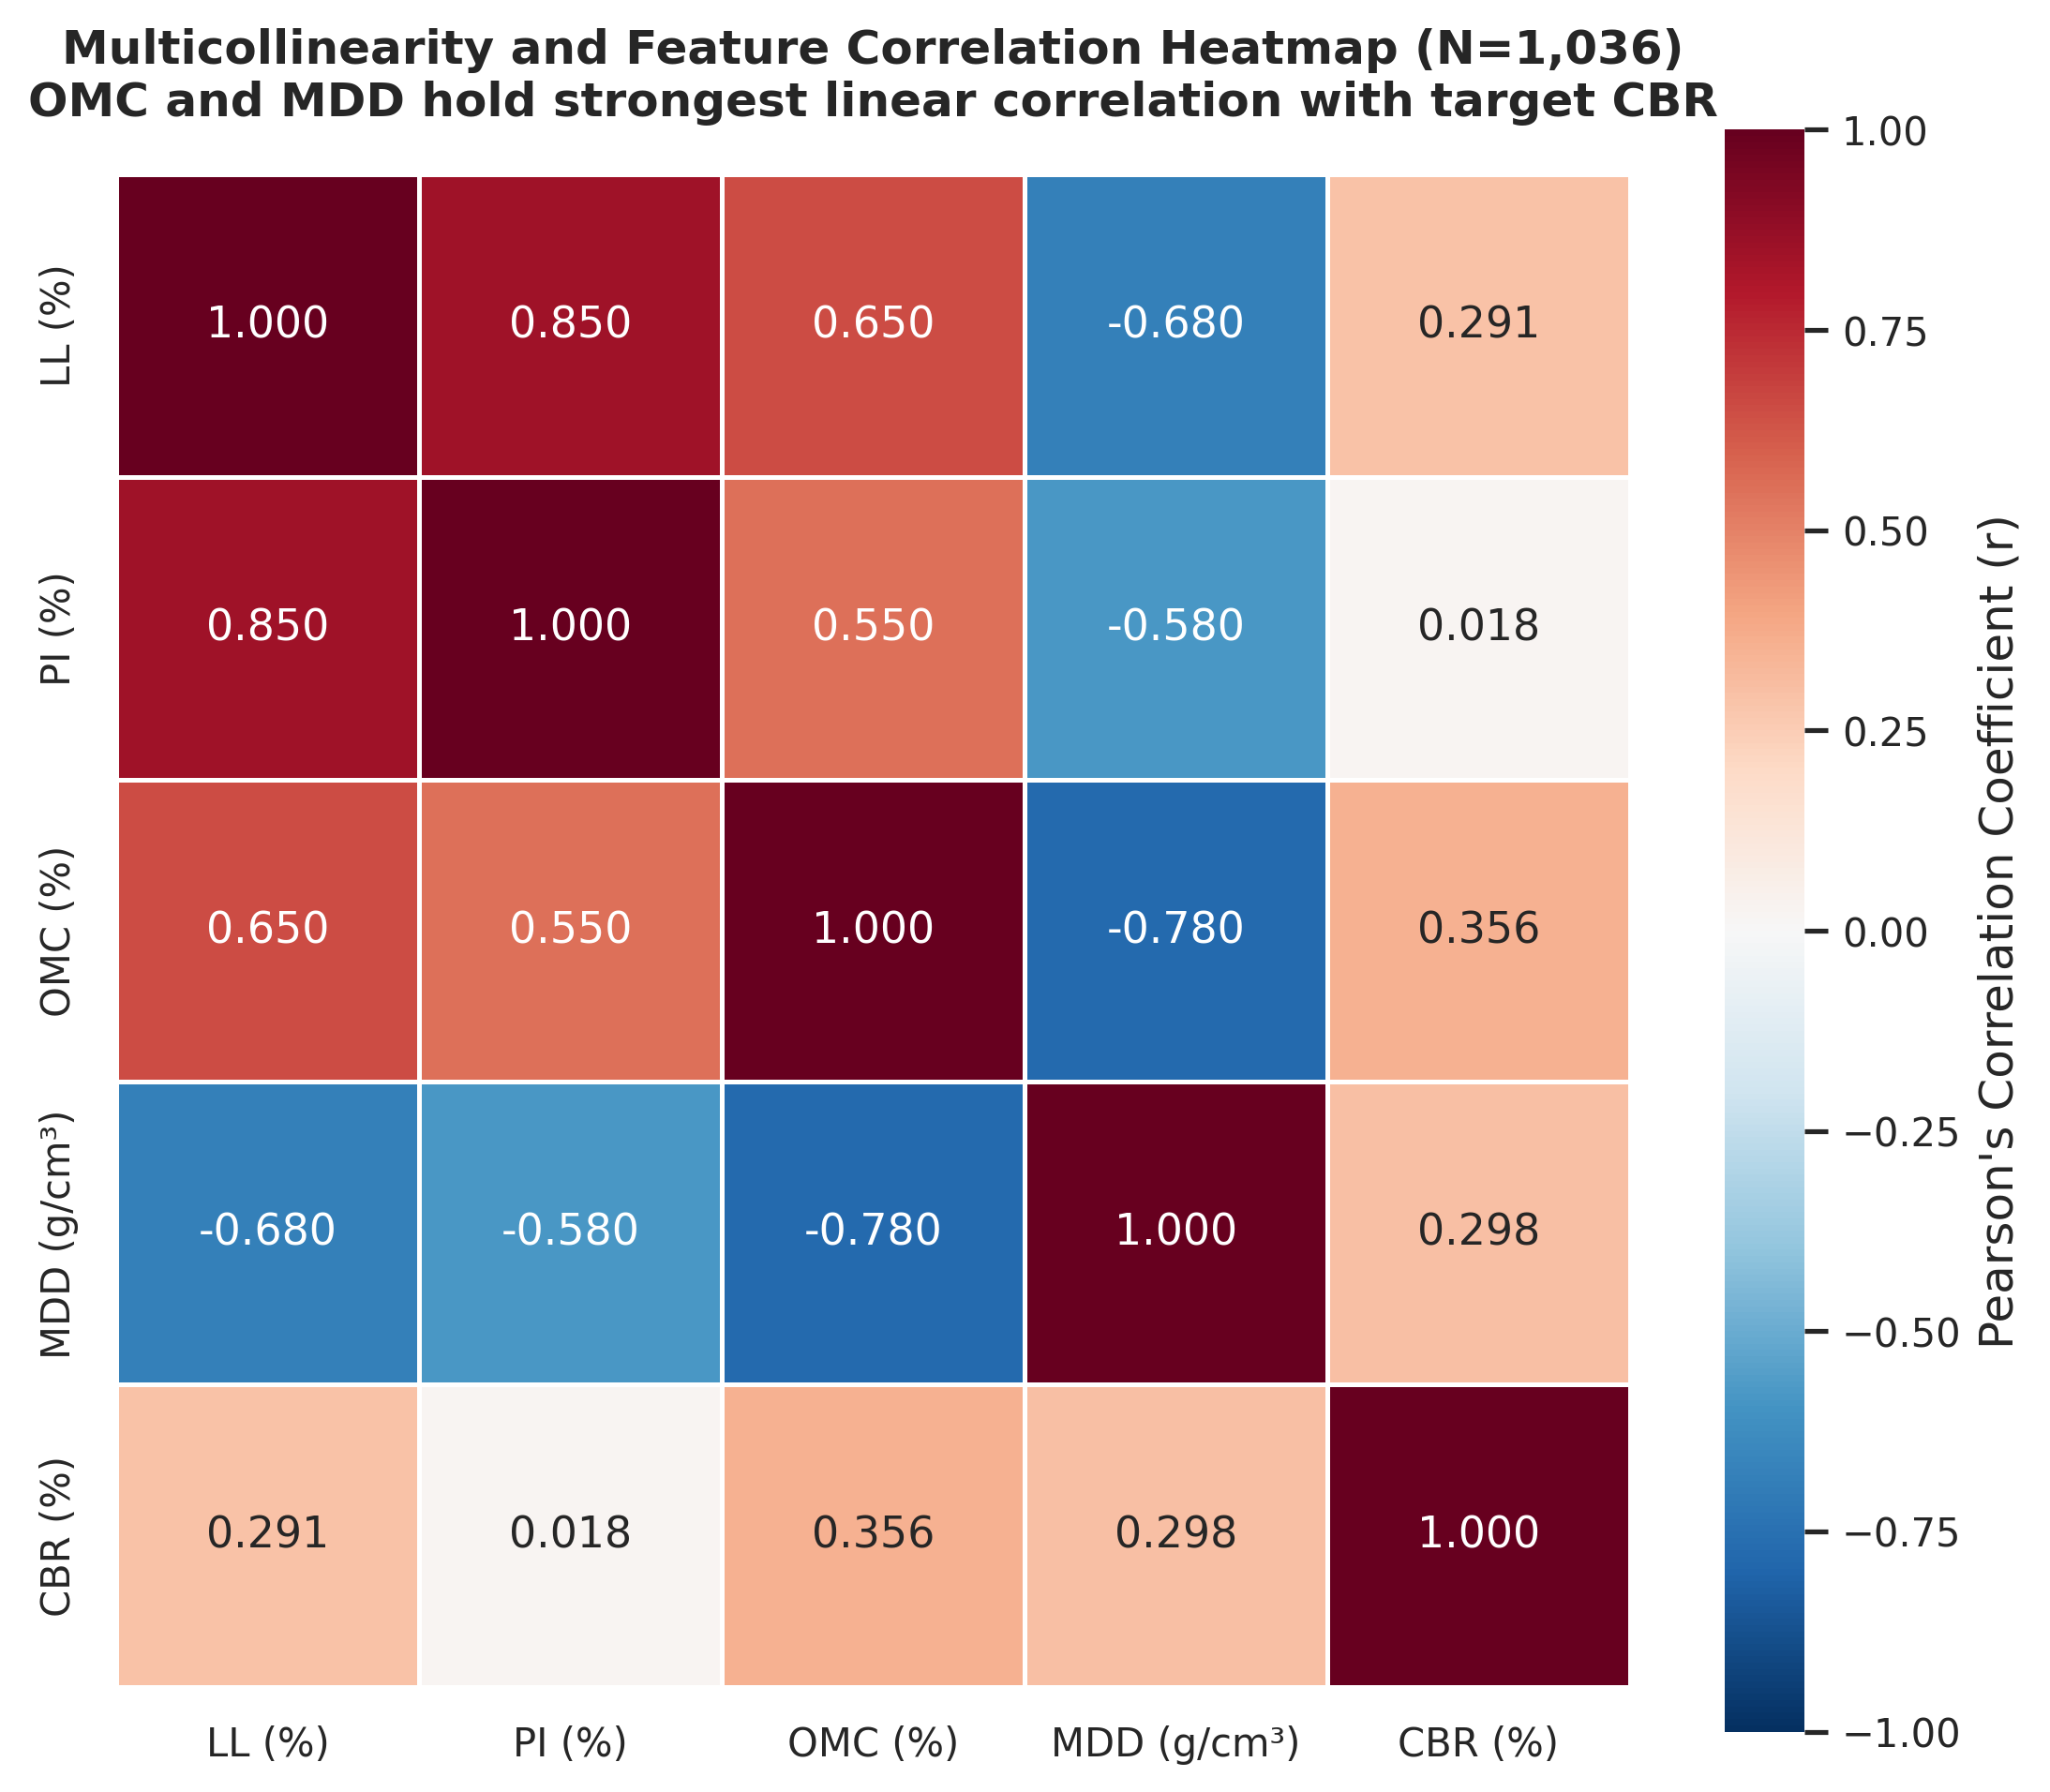 Multicollinearity and Feature Correlation Heatmap (N=1,036)
OMC and MDD hold strongest linear correlation with target CBR
LL (%)
1.000 0.850 0.650 -0.680 0.291
PI (%)
0.850 1.000 0.550 -0.580 0.018
OMC (%)
0.650 0.550 1.000 -0.780 0.356
MDD (g/cm³)
-0.680 -0.580 -0.780 1.000 0.298
CBR (%)
0.291 0.018 0.356 0.298 1.000
LL (%) PI (%) OMC (%) MDD (g/cm³) CBR (%)
1.00
0.75
0.50
0.25
0.00
−0.25
−0.50
−0.75
−1.00
Pearson's Correlation Coefficient (r)